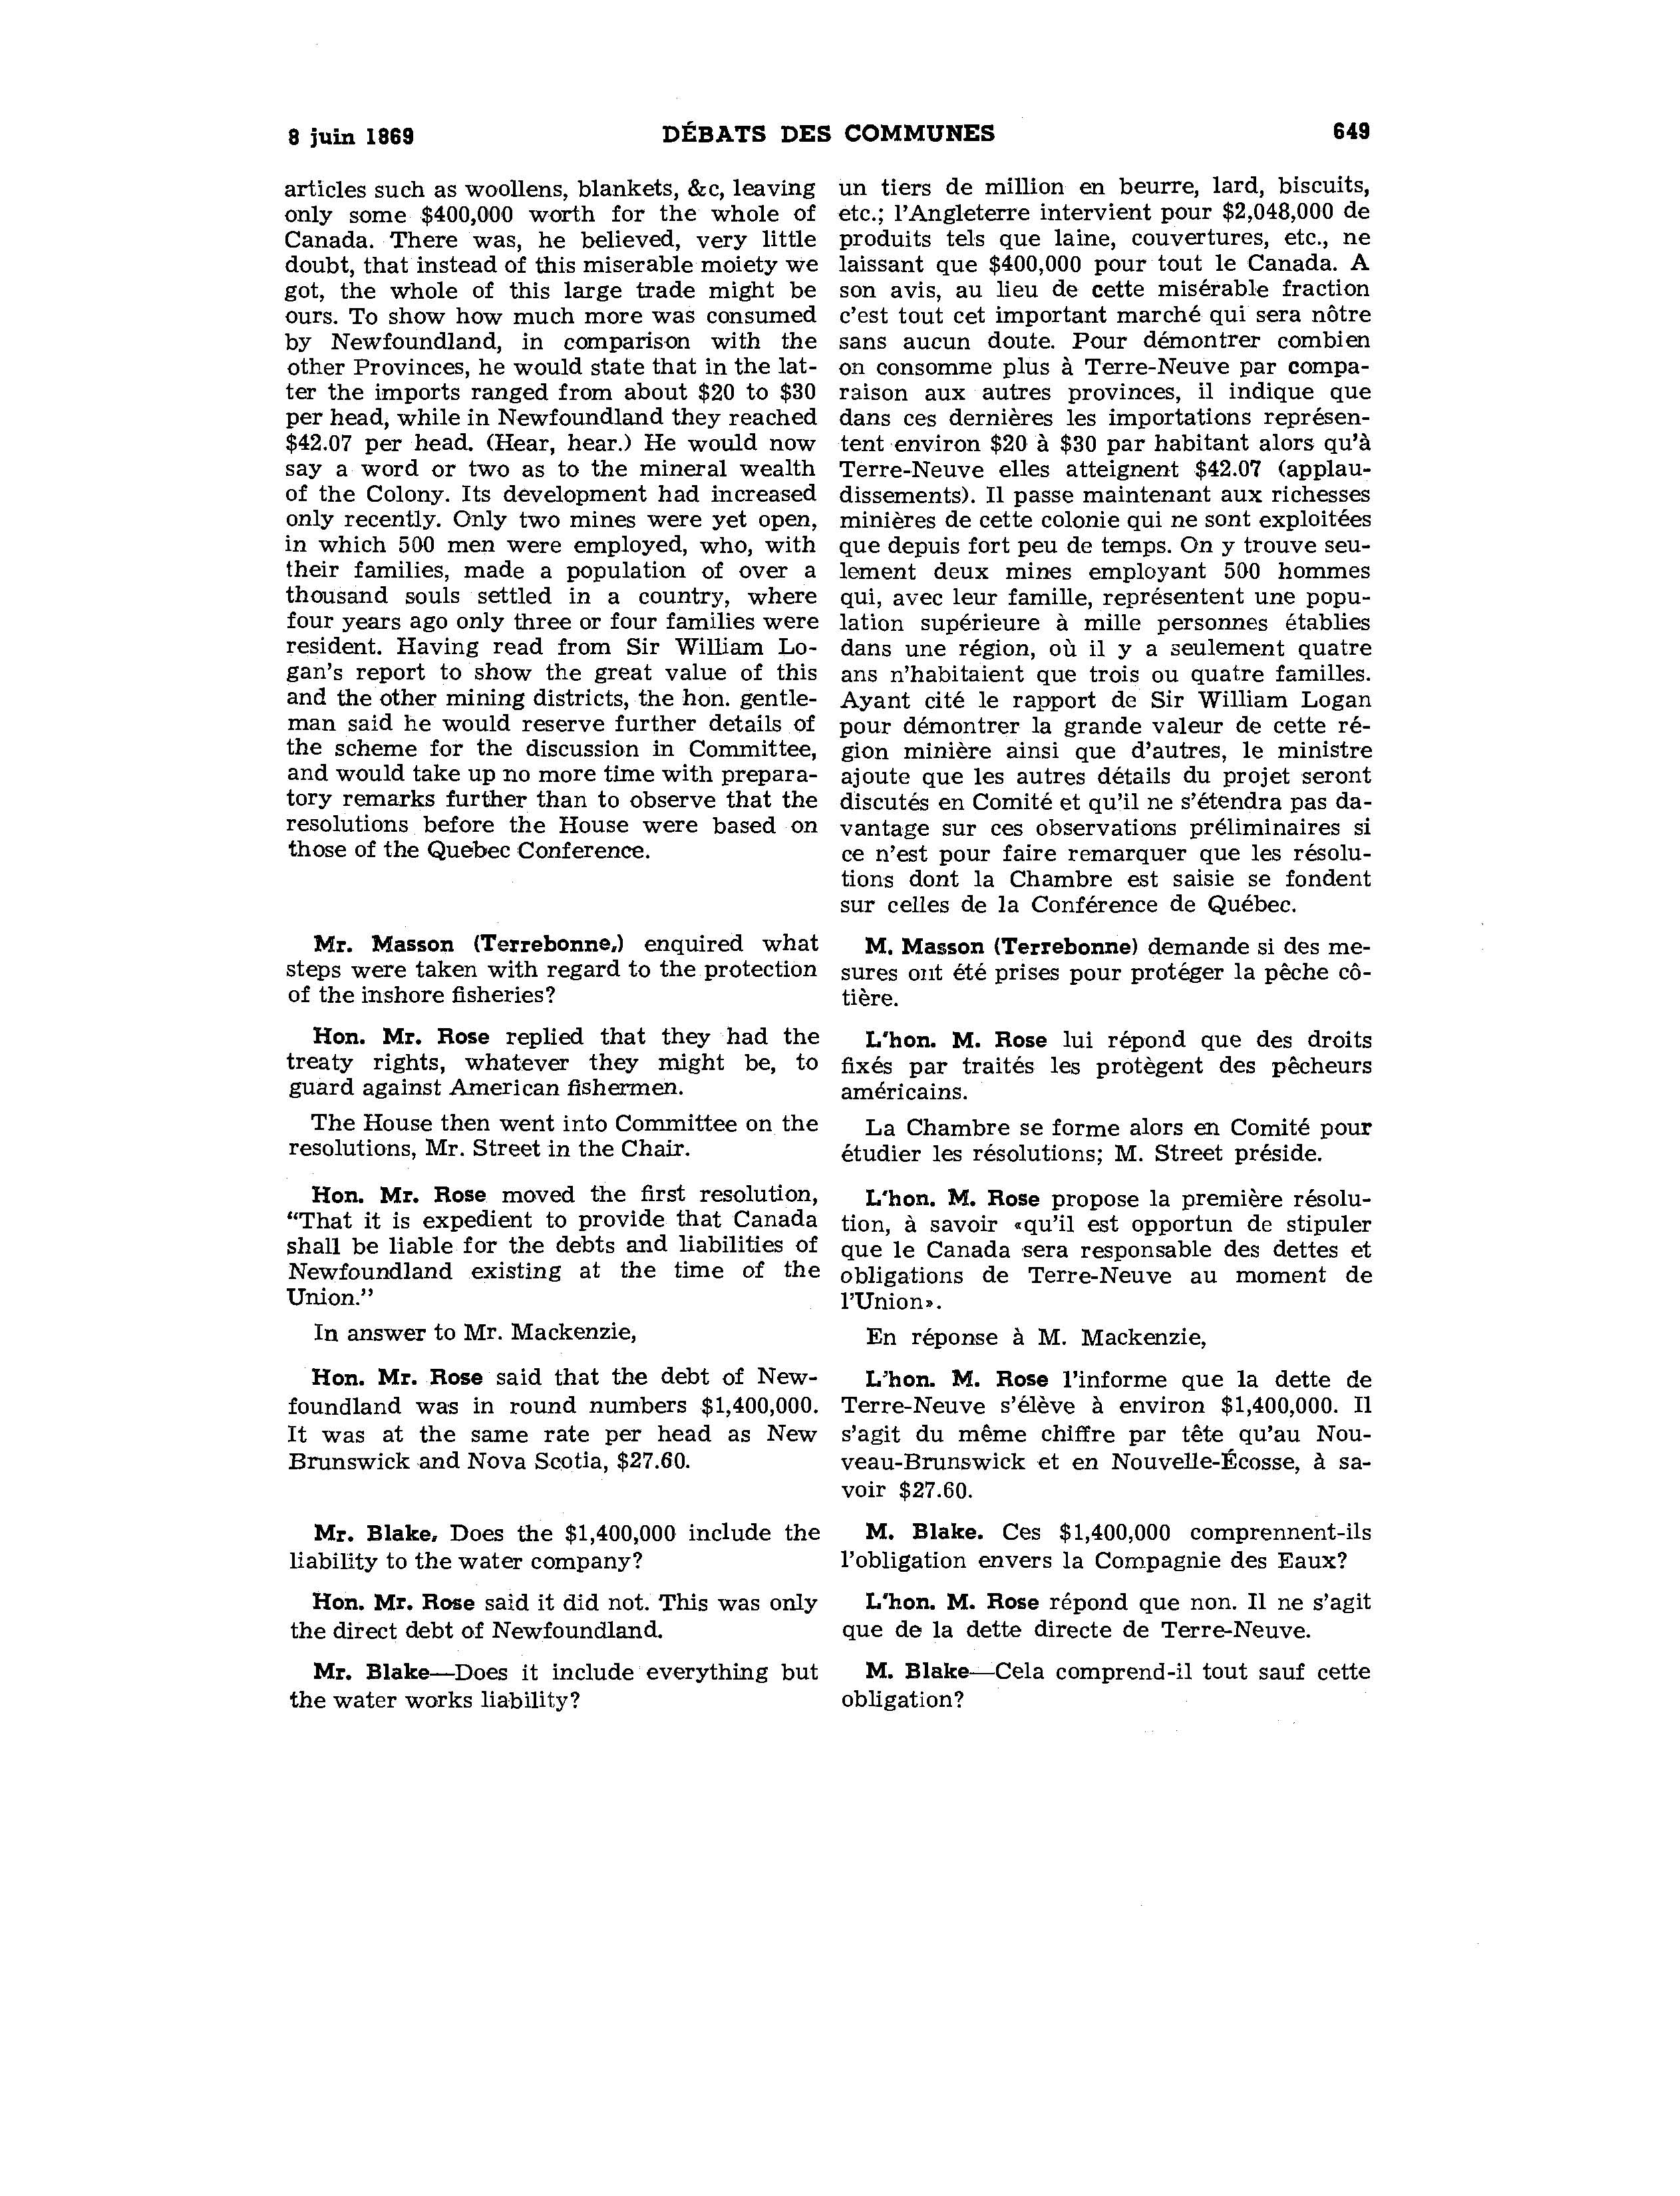 8 juin 1869
DÉBATS DES COMMUNES
649
articles such as woollens, blankets, &c, leaving
only some $400,000 worth for the whole of
Canada. There was, he believed, very little
doubt, that instead of this miserable moiety we
got, the whole of this large trade might be
ours. To show how much more was consumed
by Newfoundland, in comparison with the
other Provinces, he would state that in the lat-
ter the imports ranged from about $20 to $30
per head, while in Newfoundland they reached
$42.07 per head. (Hear, hear.) He would now
say a word or two as to the mineral wealth
of the Colony. Its development had increased
only recently. Only two mines were yet open,
in which 500 men were employed, who, with
their families, made a population of over a
thousand souls settled in a country, where
four years ago only three or four families were
resident. Having read from Sir William Lo-
gan's report to show the great value of this
and the other mining districts, the hon. gentle-
man said he would reserve further details of
the scheme for the discussion in Committee,
and would take up no more time with prepara-
tory remarks further than to observe that the
resolutions before the House were based on
those of the Quebec Conference.
Mr. Masson (Terrebonne,) enquired what
steps were taken with regard to the protection
of the inshore fisheries?
Hon. Mr. Rose replied that they had the
treaty rights, whatever they might be, to
guard against American fishermen.
The House then went into Committee on the
resolutions, Mr. Street in the Chair.
Hon. Mr. Rose moved the first resolution,
“That it is expedient to provide that Canada
shall be liable for the debts and liabilities of
Newfoundland existing at the time of the
Union.”
In answer to Mr. Mackenzie,
Hon. Mr. Rose said that the debt of New-
foundland was in round numbers $1,400,000.
It was at the same rate per head as New
Brunswick and Nova Scotia, $27.60.
Mr. Blake, Does the $1,400,000 include the
liability to the water company?
Hon. Mr. Rose said it did not. This was only
the direct debt of Newfoundland.
Mr. Blake—Does it include everything but
the water works liability?
un tiers de million en beurre, lard, biscuits,
etc.; l'Angleterre intervient pour $2,048,000 de
produits tels que laine, couvertures, etc., ne
laissant que $400,000 pour tout le Canada. A
son avis, au lieu de cette misérable fraction
c'est tout cet important marché qui sera nôtre
sans aucun doute. Pour démontrer combien
on consomme plus à Terre-Neuve par compa-
raison aux autres provinces, il indique que
dans ces dernières les importations représen-
tent environ $20 à $30 par habitant alors qu'à
Terre-Neuve elles atteignent $42.07 (applau-
dissements). Il passe maintenant aux richesses
minières de cette colonie qui ne sont exploitées
que depuis fort peu de temps. On y trouve seu-
lement deux mines employant 500 hommes
qui, avec leur famille, représentent une popu-
lation supérieure à mille personnes établies
dans une région, où il y a seulement quatre
ans n'habitaient que trois ou quatre familles.
Ayant cité le rapport de Sir William Logan
pour démontrer la grande valeur de cette ré-
gion minière ainsi que d'autres, le ministre
ajoute que les autres détails du projet seront
discutés en Comité et qu'il ne s'étendra pas da-
vantage sur ces observations préliminaires si
ce n'est pour faire remarquer que les résolu-
tions dont la Chambre est saisie se fondent
sur celles de la Conférence de Québec.
M. Masson (Terrebonne) demande si des me-
sures ont été prises pour protéger la pêche cô-
tière.
L'hon. M. Rose lui répond que des droits
fixés par traités les protègent des pêcheurs
américains.
La Chambre se forme alors en Comité pour
étudier les résolutions; M. Street préside.
L'hon. M. Rose propose la première résolu-
tion, à savoir «qu'il est opportun de stipuler
que le Canada sera responsable des dettes et
obligations de Terre-Neuve au moment de
l'Union».
En réponse à M. Mackenzie,
L'hon. M. Rose l'informe que la dette de
Terre-Neuve s'élève à environ $1,400,000. Il
s'agit du même chiffre par tête qu'au Nou-
veau-Brunswick et en Nouvelle-Écosse, à sa-
voir $27.60.
M. Blake. Ces $1,400,000 comprennent-ils
l'obligation envers la Compagnie des Eaux?
L'hon. M. Rose répond que non. Il ne s'agit
que de la dette directe de Terre-Neuve.
M. Blake—Cela comprend-il tout sauf cette
obligation?